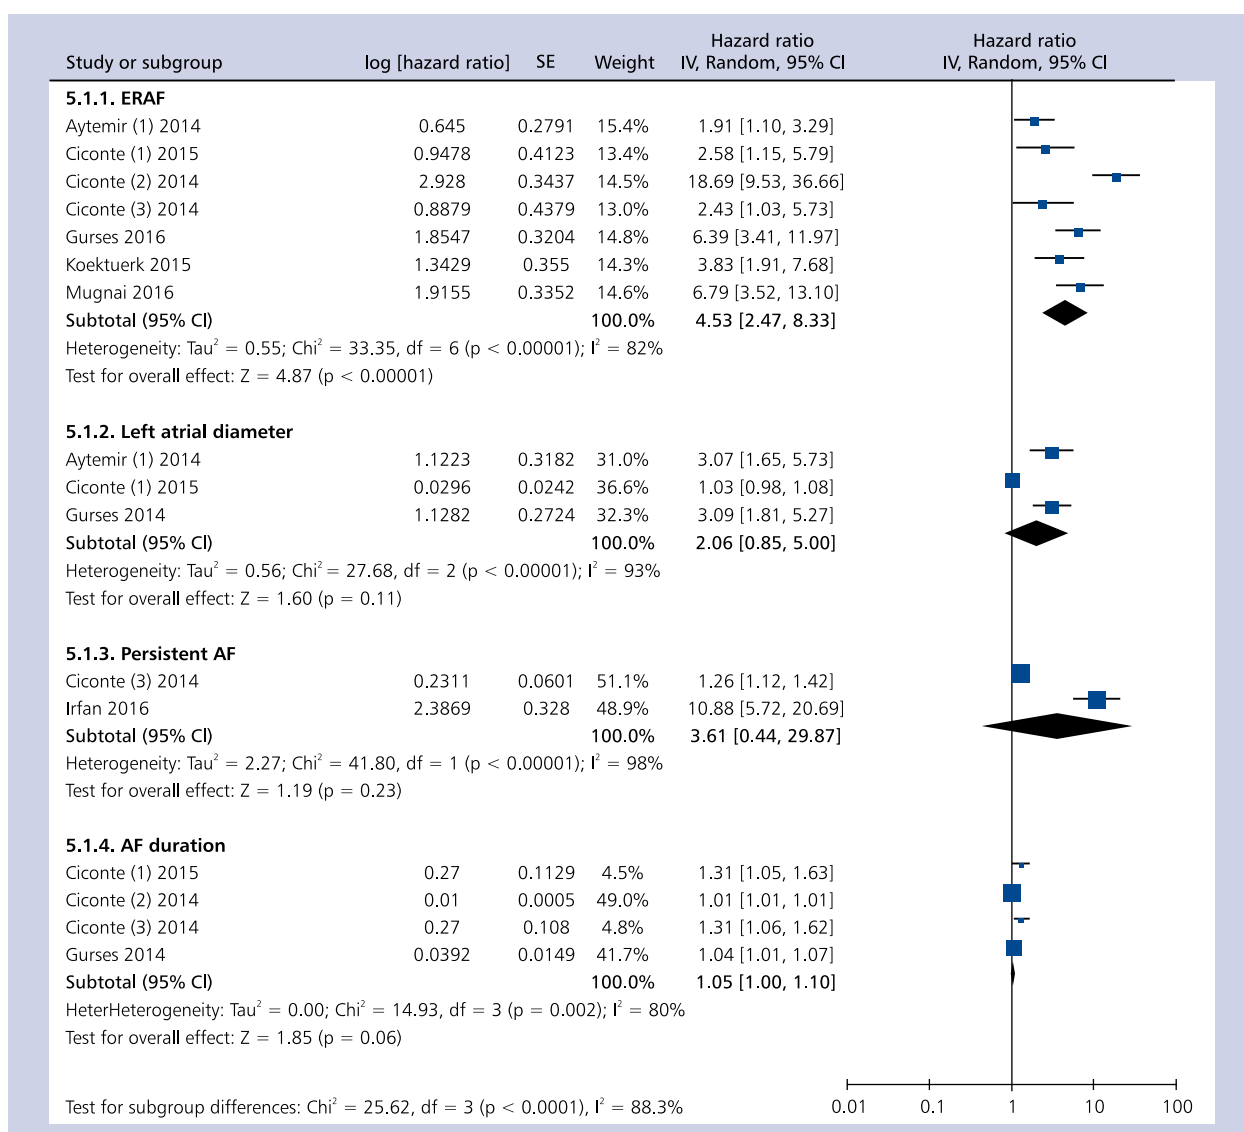 Hazard ratio Hazard ratio
Study or subgroup log [hazard ratio] SE Weight IV, Random, 95% CI IV, Random, 95% CI
5.1.1. ERAF
Aytemir (1) 2014 0.645 0.2791 15.4% 1.91 [1.10, 3.29]
Ciconte (1) 2015 0.9478 0.4123 13.4% 2.58 [1.15, 5.79]
Ciconte (2) 2014 2.928 0.3437 14.5% 18.69 [9.53, 36.66]
Ciconte (3) 2014 0.8879 0.4379 13.0% 2.43 [1.03, 5.73]
Gurses 2016 1.8547 0.3204 14.8% 6.39 [3.41, 11.97]
Koektuerk 2015 1.3429 0.355 14.3% 3.83 [1.91, 7.68]
Mugnai 2016 1.9155 0.3352 14.6% 6.79 [3.52, 13.10]
Subtotal (95% CI) 100.0% 4.53 [2.47, 8.33]
Heterogeneity: Tau² = 0.55; Chi² = 33.35, df = 6 (p < 0.00001); I² = 82%
Test for overall effect: Z = 4.87 (p < 0.00001)
5.1.2. Left atrial diameter
Aytemir (1) 2014 1.1223 0.3182 31.0% 3.07 [1.65, 5.73]
Ciconte (1) 2015 0.0296 0.0242 36.6% 1.03 [0.98, 1.08]
Gurses 2014 1.1282 0.2724 32.3% 3.09 [1.81, 5.27]
Subtotal (95% CI) 100.0% 2.06 [0.85, 5.00]
Heterogeneity: Tau² = 0.56; Chi² = 27.68, df = 2 (p < 0.00001); I² = 93%
Test for overall effect: Z = 1.60 (p = 0.11)
5.1.3. Persistent AF
Ciconte (3) 2014 0.2311 0.0601 51.1% 1.26 [1.12, 1.42]
Irfan 2016 2.3869 0.328 48.9% 10.88 [5.72, 20.69]
Subtotal (95% CI) 100.0% 3.61 [0.44, 29.87]
Heterogeneity: Tau² = 2.27; Chi² = 41.80, df = 1 (p < 0.00001); I² = 98%
Test for overall effect: Z = 1.19 (p = 0.23)
5.1.4. AF duration
Ciconte (1) 2015 0.27 0.1129 4.5% 1.31 [1.05, 1.63]
Ciconte (2) 2014 0.01 0.0005 49.0% 1.01 [1.01, 1.01]
Ciconte (3) 2014 0.27 0.108 4.8% 1.31 [1.06, 1.62]
Gurses 2014 0.0392 0.0149 41.7% 1.04 [1.01, 1.07]
Subtotal (95% CI) 100.0% 1.05 [1.00, 1.10]
HeterHeterogeneity: Tau² = 0.00; Chi² = 14.93, df = 3 (p = 0.002); I² = 80%
Test for overall effect: Z = 1.85 (p = 0.06)
Test for subgroup differences: Chi² = 25.62, df = 3 (p < 0.0001), I² = 88.3% 0.01 0.1 1 10 100